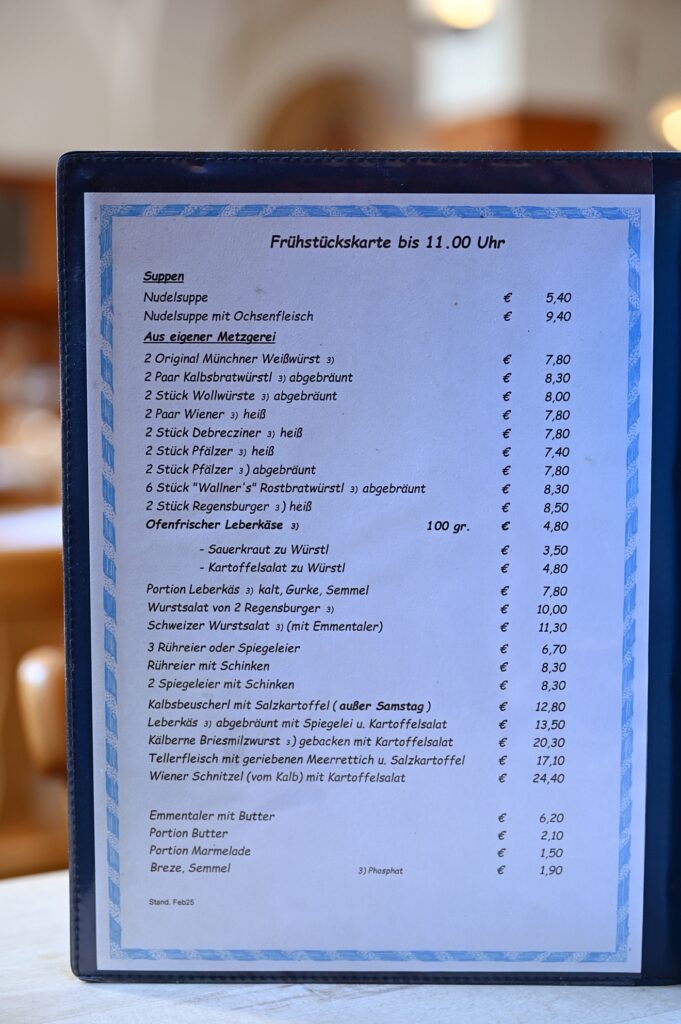 Frühstückskarte bis 11.00 Uhr
Suppen
Nudelsuppe € 5,40
Nudelsuppe mit Ochsenfleisch € 9,40
Aus eigener Metzgerei
2 Original Münchner Weißwürst 3) € 7,80
2 Paar Kalbsbratwürstl 3) abgebräunt € 8,30
2 Stück Wollwürste 3) abgebräunt € 8,00
2 Paar Wiener 3) heiß € 7,80
2 Stück Debrecziner 3) heiß € 7,80
2 Stück Pfälzer 3) heiß € 7,40
2 Stück Pfälzer 3) abgebräunt € 7,80
6 Stück "Wallner's" Rostbratwürstl 3) abgebräunt € 8,30
2 Stück Regensburger 3) heiß € 8,50
Ofenfrischer Leberkäse 3) 100 gr. € 4,80
- Sauerkraut zu Würstl € 3,50
- Kartoffelsalat zu Würstl € 4,80
Portion Leberkäs 3) kalt, Gurke, Semmel € 7,80
Wurstsalat von 2 Regensburger 3) € 10,00
Schweizer Wurstsalat 3) (mit Emmentaler) € 11,30
3 Rühreier oder Spiegeleier € 6,70
Rühreier mit Schinken € 8,30
2 Spiegeleier mit Schinken € 8,30
Kalbsbeuscherl mit Salzkartoffel (außer Samstag) € 12,80
Leberkäs 3) abgebräunt mit Spiegelei u. Kartoffelsalat € 13,50
Kälberne Briesmilzwurst 3) gebacken mit Kartoffelsalat € 20,30
Tellerfleisch mit geriebenen Meerrettich u. Salzkartoffel € 17,10
Wiener Schnitzel (vom Kalb) mit Kartoffelsalat € 24,40
Emmentaler mit Butter € 6,20
Portion Butter € 2,10
Portion Marmelade € 1,50
Breze, Semmel 3) Phosphat € 1,90
Stand. Feb25